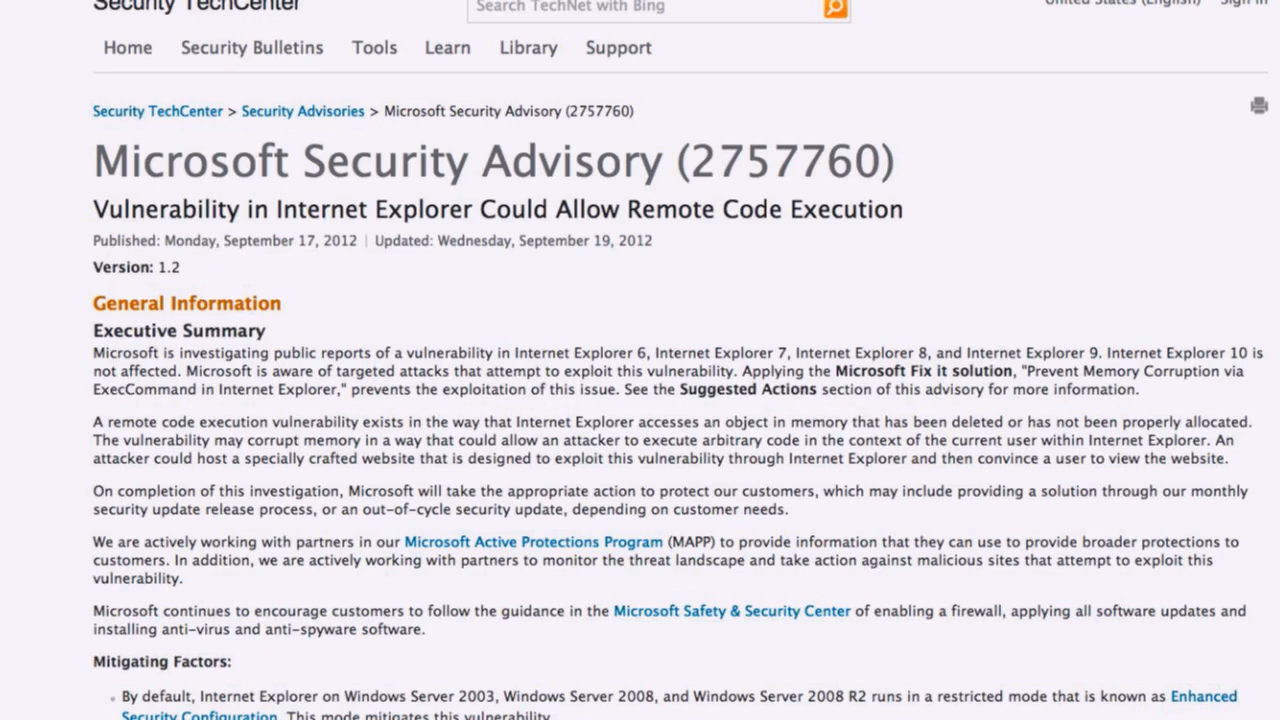 Security TechCenter
Search TechNet with Bing
United States (English) Sign in
Home Security Bulletins Tools Learn Library Support
Security TechCenter > Security Advisories > Microsoft Security Advisory (2757760)
Microsoft Security Advisory (2757760)
Vulnerability in Internet Explorer Could Allow Remote Code Execution
Published: Monday, September 17, 2012 | Updated: Wednesday, September 19, 2012
Version: 1.2
General Information
Executive Summary
Microsoft is investigating public reports of a vulnerability in Internet Explorer 6, Internet Explorer 7, Internet Explorer 8, and Internet Explorer 9. Internet Explorer 10 is
not affected. Microsoft is aware of targeted attacks that attempt to exploit this vulnerability. Applying the Microsoft Fix it solution, "Prevent Memory Corruption via
ExecCommand in Internet Explorer," prevents the exploitation of this issue. See the Suggested Actions section of this advisory for more information.
A remote code execution vulnerability exists in the way that Internet Explorer accesses an object in memory that has been deleted or has not been properly allocated.
The vulnerability may corrupt memory in a way that could allow an attacker to execute arbitrary code in the context of the current user within Internet Explorer. An
attacker could host a specially crafted website that is designed to exploit this vulnerability through Internet Explorer and then convince a user to view the website.
On completion of this investigation, Microsoft will take the appropriate action to protect our customers, which may include providing a solution through our monthly
security update release process, or an out-of-cycle security update, depending on customer needs.
We are actively working with partners in our Microsoft Active Protections Program (MAPP) to provide information that they can use to provide broader protections to
customers. In addition, we are actively working with partners to monitor the threat landscape and take action against malicious sites that attempt to exploit this
vulnerability.
Microsoft continues to encourage customers to follow the guidance in the Microsoft Safety & Security Center of enabling a firewall, applying all software updates and
installing anti-virus and anti-spyware software.
Mitigating Factors:
• By default, Internet Explorer on Windows Server 2003, Windows Server 2008, and Windows Server 2008 R2 runs in a restricted mode that is known as Enhanced
Security Configuration. This mode mitigates this vulnerability.